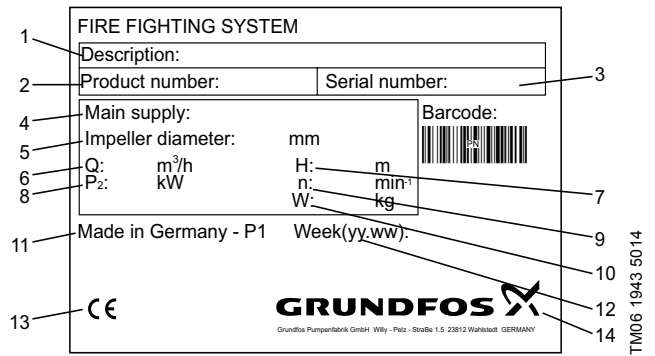 FIRE FIGHTING SYSTEM
1
Description:
2 Product number: Serial number: 3
4 Main supply: Barcode:
5 Impeller diameter: mm
PN
6 Q: m³/h H: m 7
8 P₂: kW n: min⁻¹ 9
W: kg 10
11 Made in Germany - P1 Week(yy.ww): 12
13 CE GRUNDFOS 14
Grundfos Pumpenfabrik GmbH Willy - Pelz - Straße 1.5 23812 Wahlstedt GERMANY
TM06 1943 5014